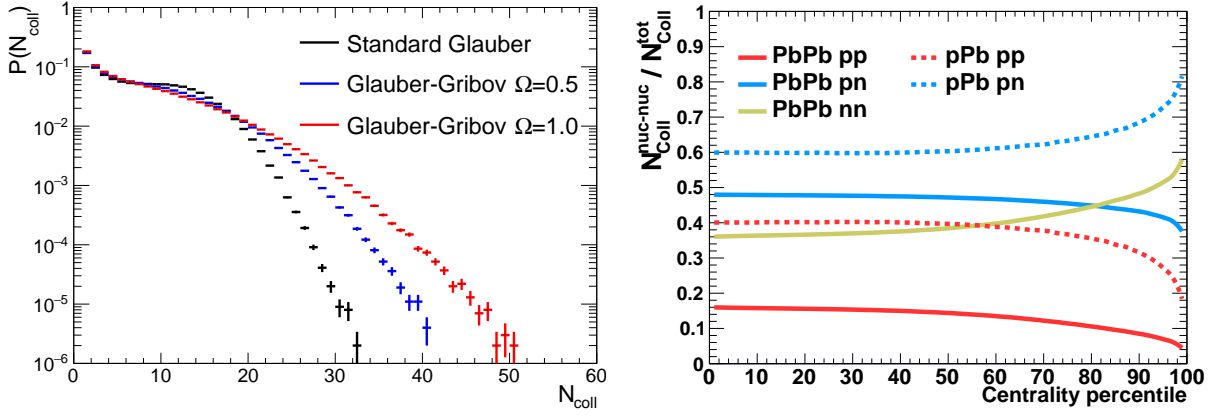 P(N_coll)
1
10^−1
10^−2
10^−3
10^−4
10^−5
10^−6
Standard Glauber
Glauber-Gribov Ω=0.5
Glauber-Gribov Ω=1.0
0 10 20 30 40 50 60
N_coll
N_Coll^nuc-nuc / N_Coll^tot
1
0.9
0.8
0.7
0.6
0.5
0.4
0.3
0.2
0.1
0
PbPb pp pPb pp
PbPb pn pPb pn
PbPb nn
0 10 20 30 40 50 60 70 80 90 100
Centrality percentile